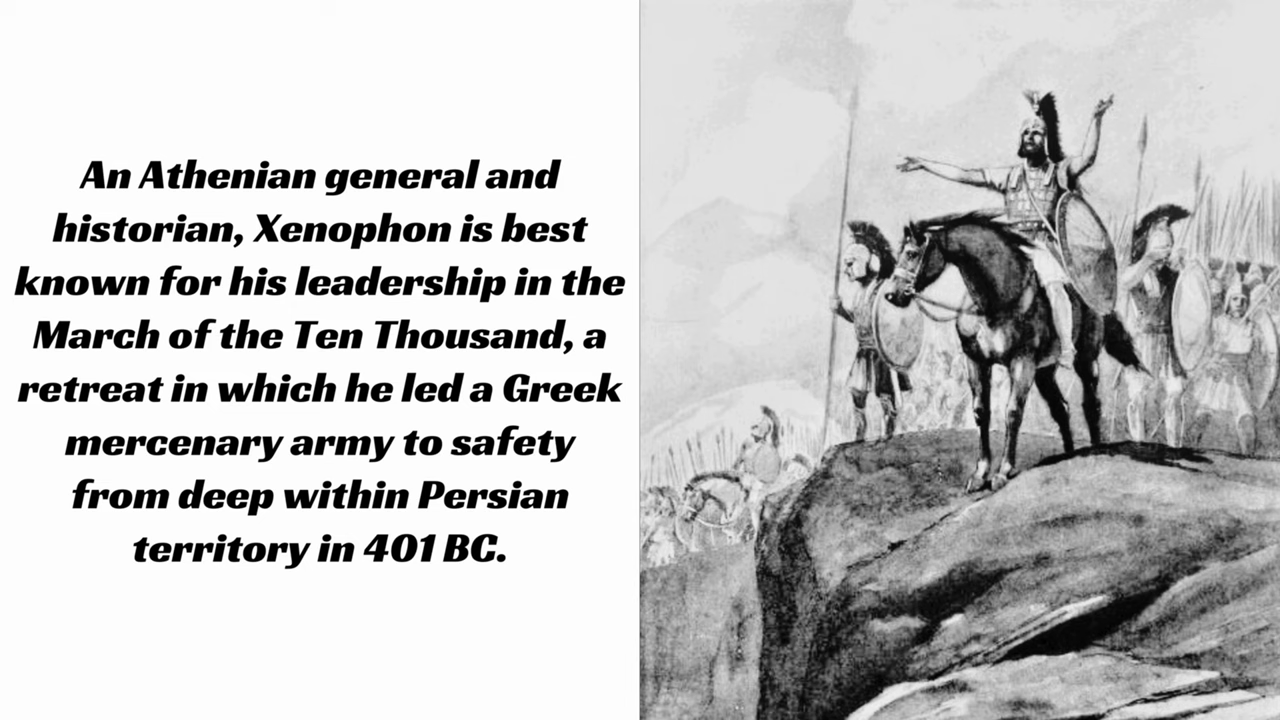 An Athenian general and
historian, Xenophon is best
known for his leadership in the
March of the Ten Thousand, a
retreat in which he led a Greek
mercenary army to safety
from deep within Persian
territory in 401 BC.